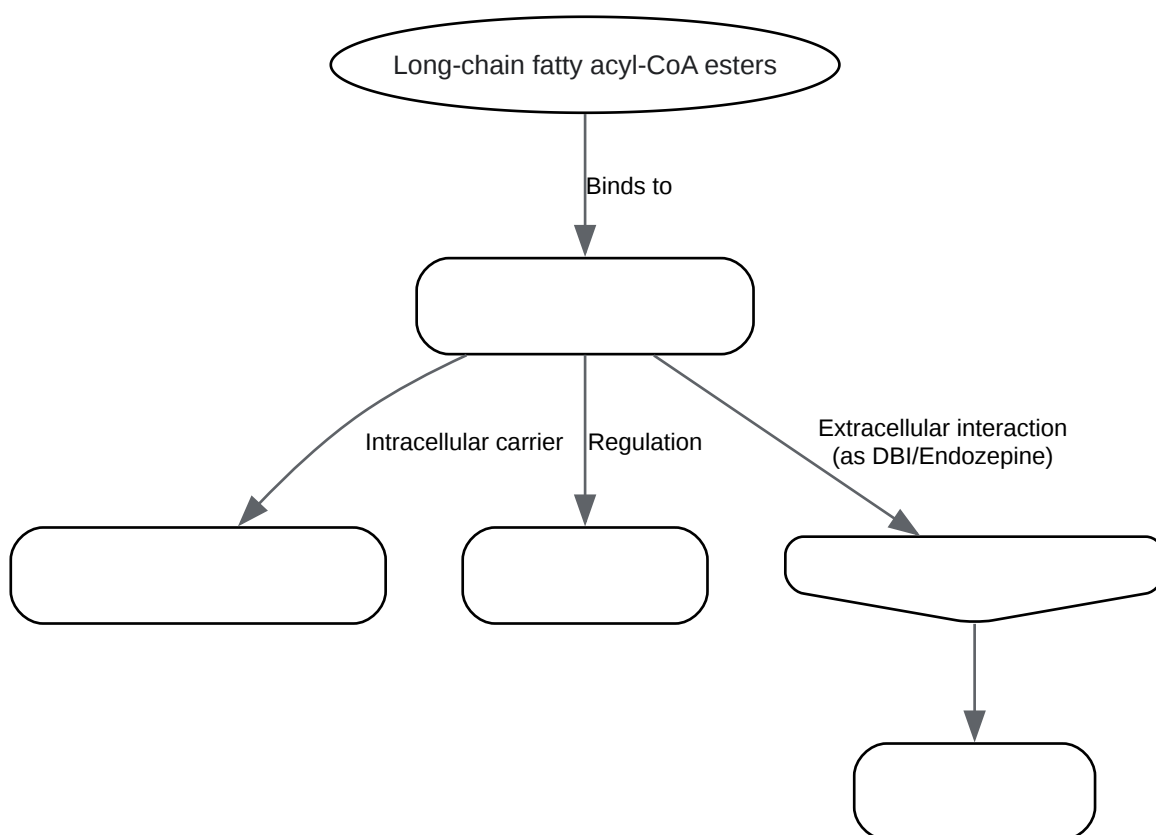 Long-chain fatty acyl-CoA esters
Binds to
Intracellular carrier
Regulation
Extracellular interaction
(as DBI/Endozepine)